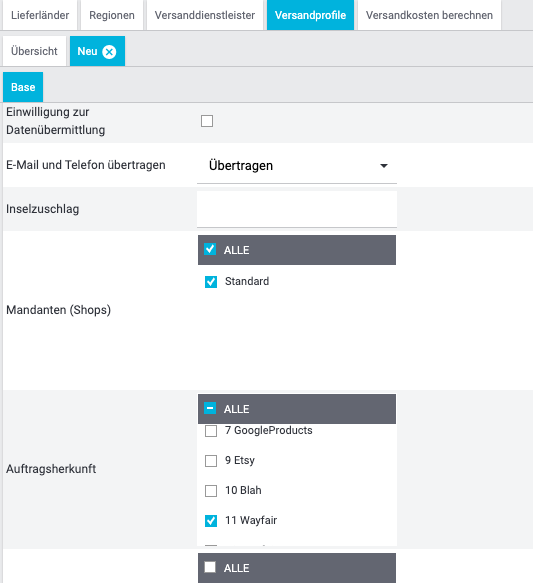 Lieferländer Regionen Versanddienstleister Versandprofile Versandkosten berechnen
Übersicht Neu
Base
Einwilligung zur
Datenübermittlung
E-Mail und Telefon übertragen Übertragen
Inselzuschlag
ALLE
Standard
Mandanten (Shops)
ALLE
7 GoogleProducts
9 Etsy
Auftragsherkunft
10 Blah
11 Wayfair
ALLE